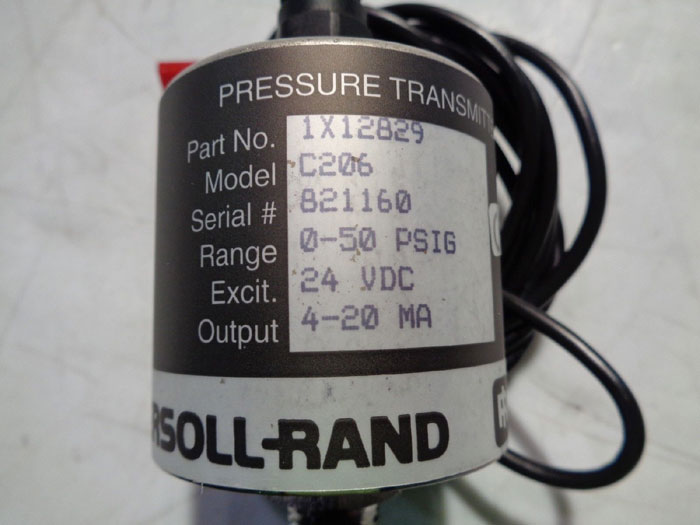 PRESSURE TRANSMITT
Part No. 1X12829
Model C206
Serial # 821160
Range 0-50 PSIG
Excit. 24 VDC
Output 4-20 MA
RSOLL-RAND